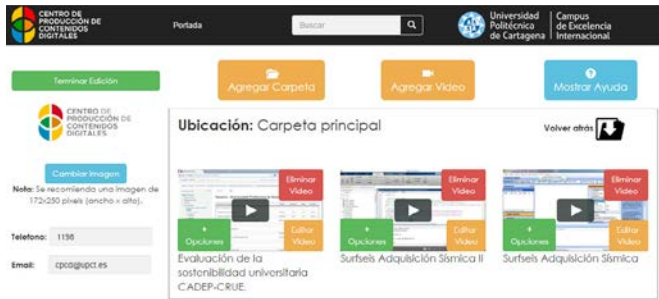 CENTRO DE
PRODUCCIÓN DE
CONTENIDOS
DIGITALES
Portada
Buscar
Universidad
Politécnica
de Cartagena
Campus
de Excelencia
Internacional
Terminar Edición
Agregar Carpeta
Agregar Video
Mostrar Ayuda
CENTRO DE
PRODUCCIÓN DE
CONTENIDOS
DIGITALES
Cambiar Imagen
Nota: Se recomienda una imagen de
172x250 pixels (ancho x alto).
Telefono: 1198
Email: cpcd@upct.es
Ubicación: Carpeta principal
Volver atrás
Eliminar
Video
+
Opciones
Editar
Video
Evaluación de la
sostenibilidad universitaria
CADEP-CRUE.
Eliminar
Video
+
Opciones
Editar
Video
Surfseis Adquisición Sísmica II
Eliminar
Video
+
Opciones
Editar
Video
Surfseis Adquisición Sísmica